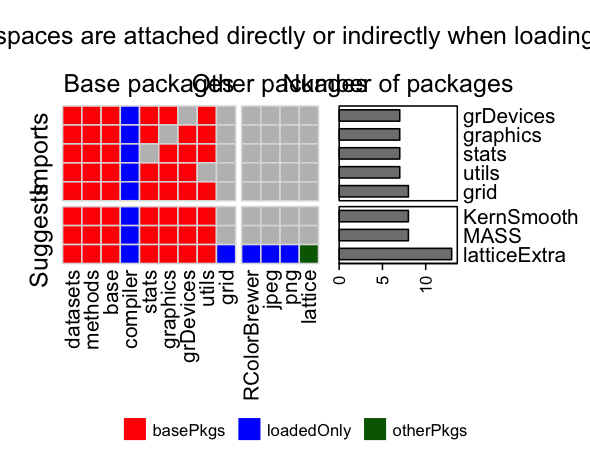 spaces are attached directly or indirectly when loading
Base packages Other packages Number of packages
Imports
Suggests
grDevices
graphics
stats
utils
grid
KernSmooth
MASS
latticeExtra
0 5 10
datasets
methods
base
compiler
stats
graphics
grDevices
utils
grid
RColorBrewer
jpeg
png
lattice
basePkgs loadedOnly otherPkgs